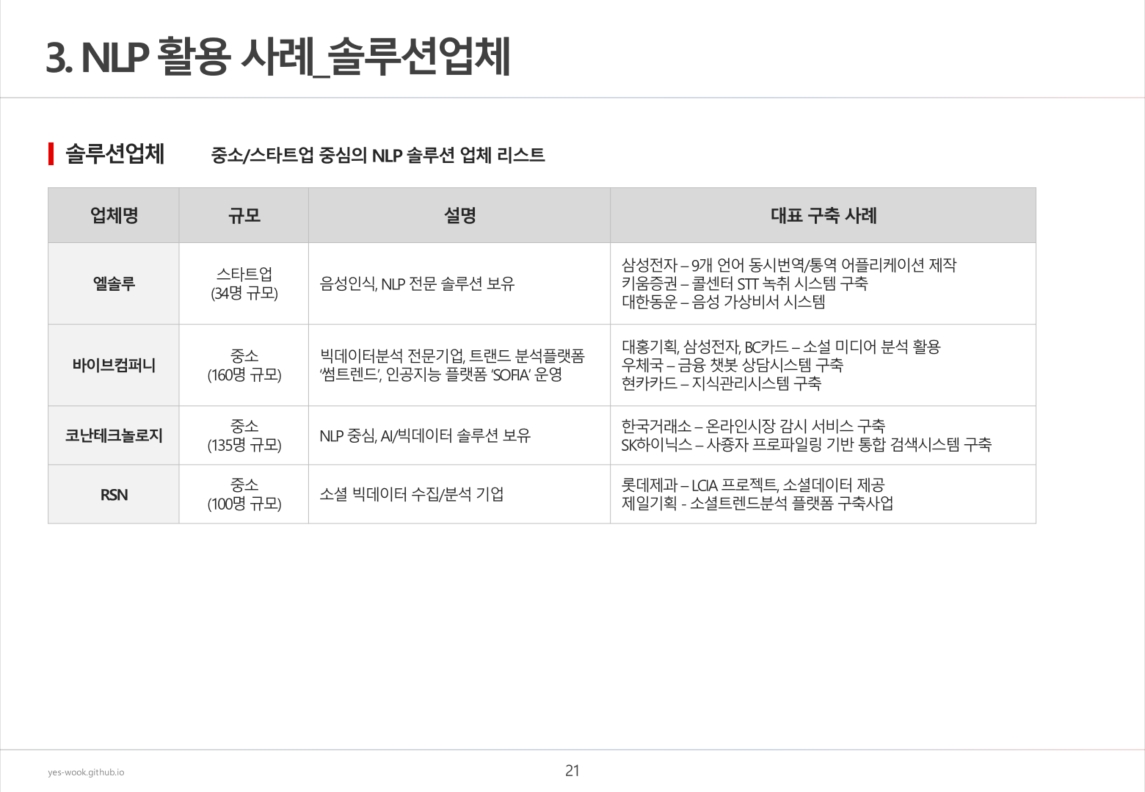 3. NLP 활용 사례_솔루션업체
솔루션업체 중소/스타트업 중심의 NLP 솔루션 업체 리스트
업체명 규모 설명 대표 구축 사례
엘솔루
스타트업
(34명 규모)
음성인식, NLP 전문 솔루션 보유
삼성전자 – 9개 언어 동시번역/통역 어플리케이션 제작
키움증권 – 콜센터 STT 녹취 시스템 구축
대한동운 – 음성 가상비서 시스템
바이브컴퍼니
중소
(160명 규모)
빅데이터분석 전문기업, 트랜드 분석플랫폼
‘썸트렌드’, 인공지능 플랫폼 ‘SOFIA’ 운영
대홍기획, 삼성전자, BC카드 – 소설 미디어 분석 활용
우체국 – 금융 챗봇 상담시스템 구축
현카카드 – 지식관리시스템 구축
코난테크놀로지
중소
(135명 규모)
NLP 중심, AI/빅데이터 솔루션 보유
한국거래소 – 온라인시장 감시 서비스 구축
SK하이닉스 – 사용자 프로파일링 기반 통합 검색시스템 구축
RSN
중소
(100명 규모)
소셜 빅데이터 수집/분석 기업
롯데제과 – LCIA 프로젝트, 소셜데이터 제공
제일기획 - 소셜트렌드분석 플랫폼 구축사업
yes-wook.github.io
21